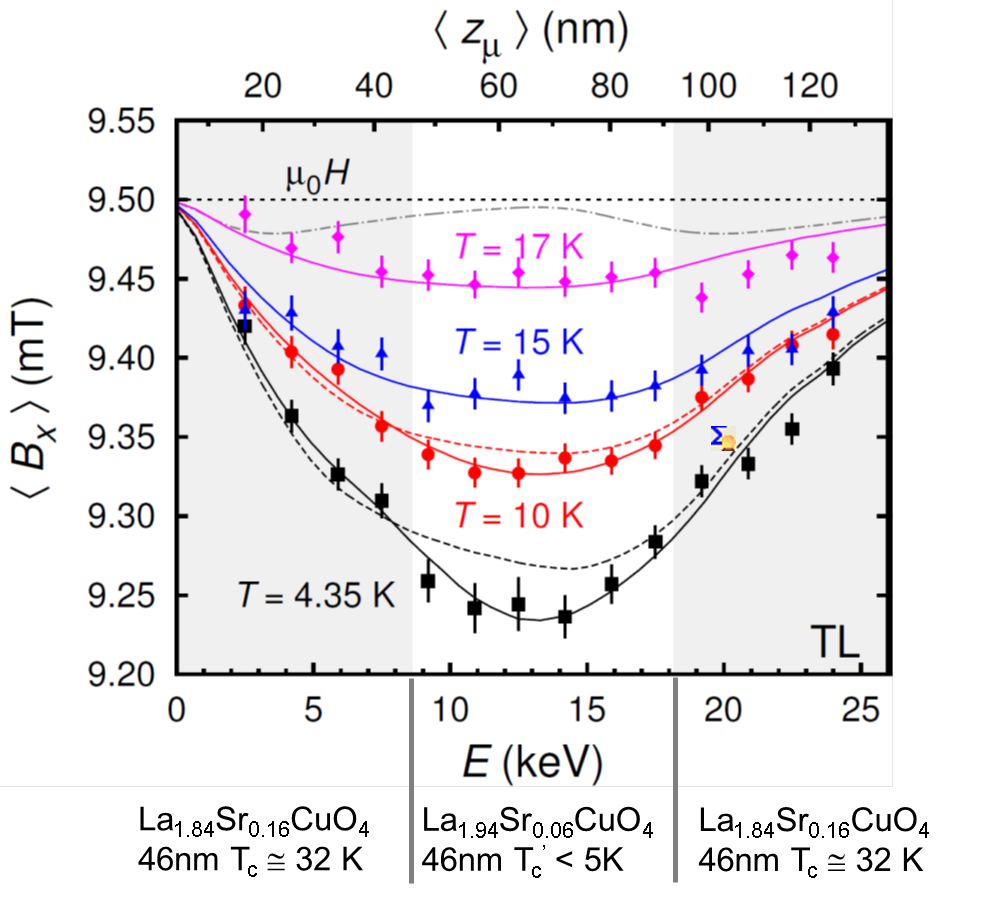 ⟨ zμ ⟩ (nm)
20 40 60 80 100 120
9.55
μ0H
9.50
T = 17 K
9.45
T = 15 K
9.40
⟨ Bx ⟩ (mT)
9.35
Σ
T = 10 K
9.30
T = 4.35 K
9.25
TL
9.20
0 5 10 15 20 25
E (keV)
La1.84Sr0.16CuO4
46nm Tc ≅ 32 K
La1.94Sr0.06CuO4
46nm Tc' < 5K
La1.84Sr0.16CuO4
46nm Tc ≅ 32 K